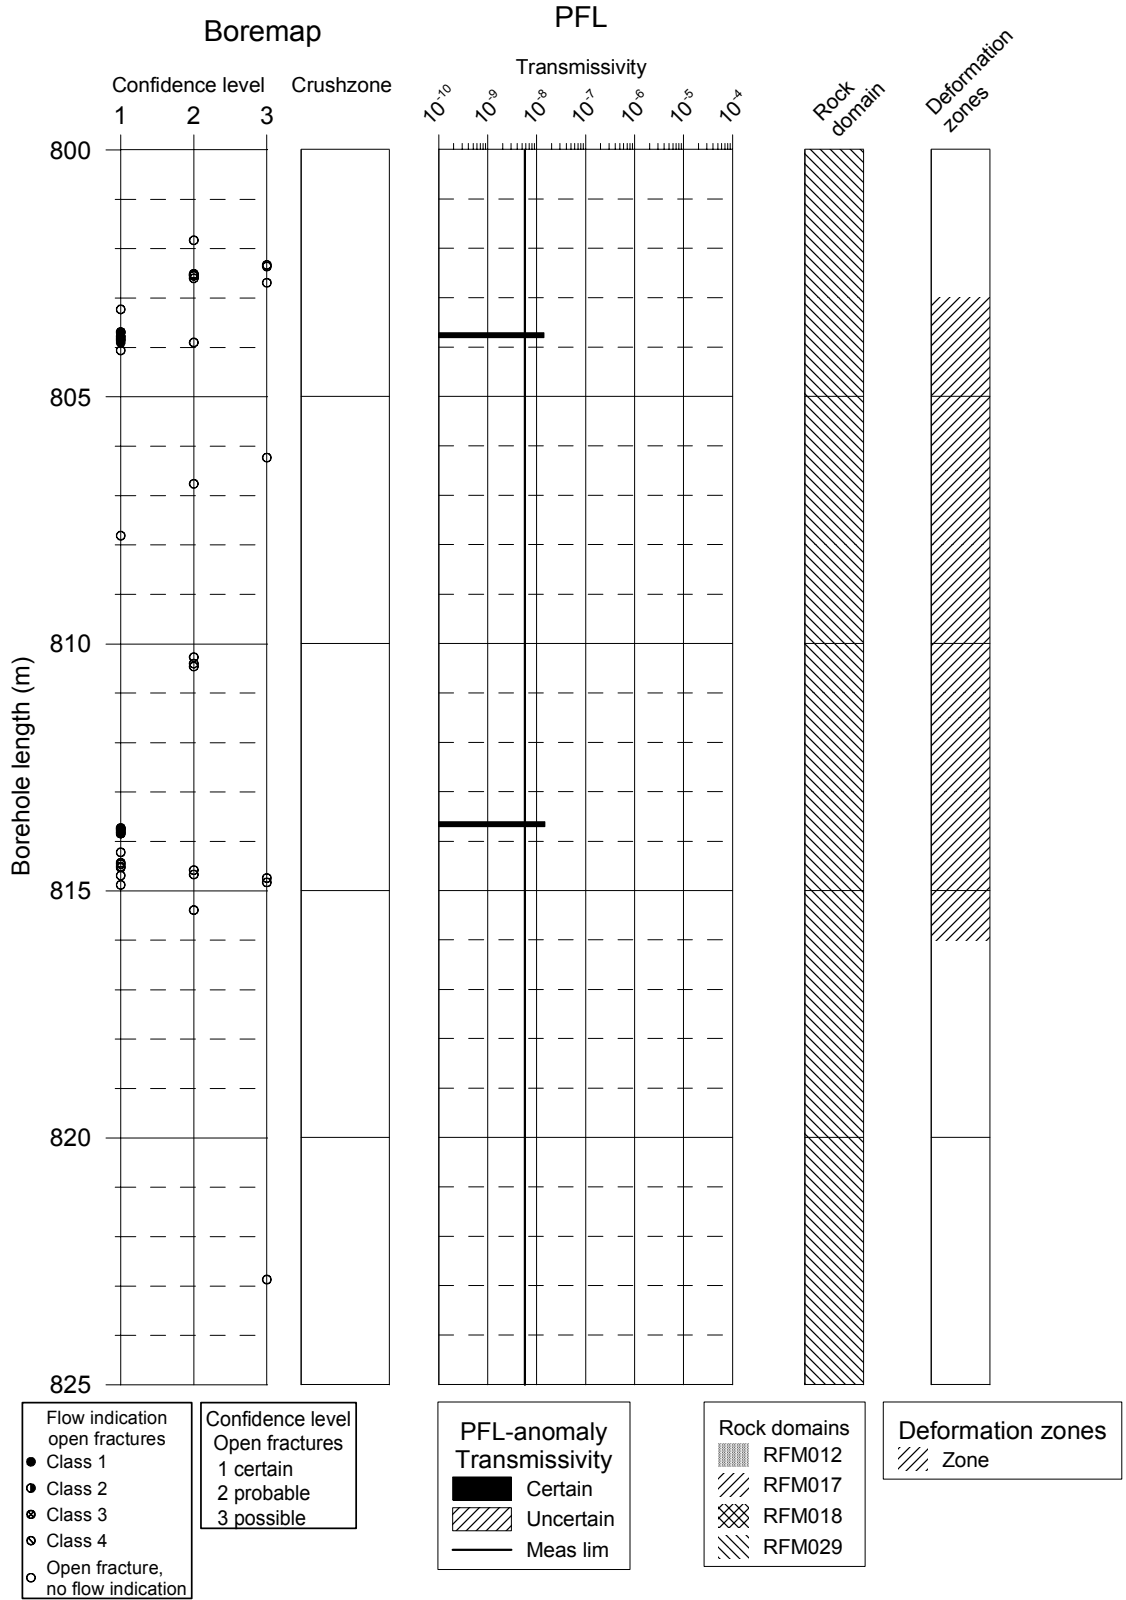 Boremap
PFL
Confidence level
Crushzone
Transmissivity
Rock
domain
Deformation
zones
1 2 3
10-10 10-9 10-8 10-7 10-6 10-5 10-4
800
805
810
815
820
825
Borehole length (m)
Flow indication
open fractures
Class 1
Class 2
Class 3
Class 4
Open fracture,
no flow indication
Confidence level
Open fractures
1 certain
2 probable
3 possible
PFL-anomaly
Transmissivity
Certain
Uncertain
Meas lim
Rock domains
RFM012
RFM017
RFM018
RFM029
Deformation zones
Zone